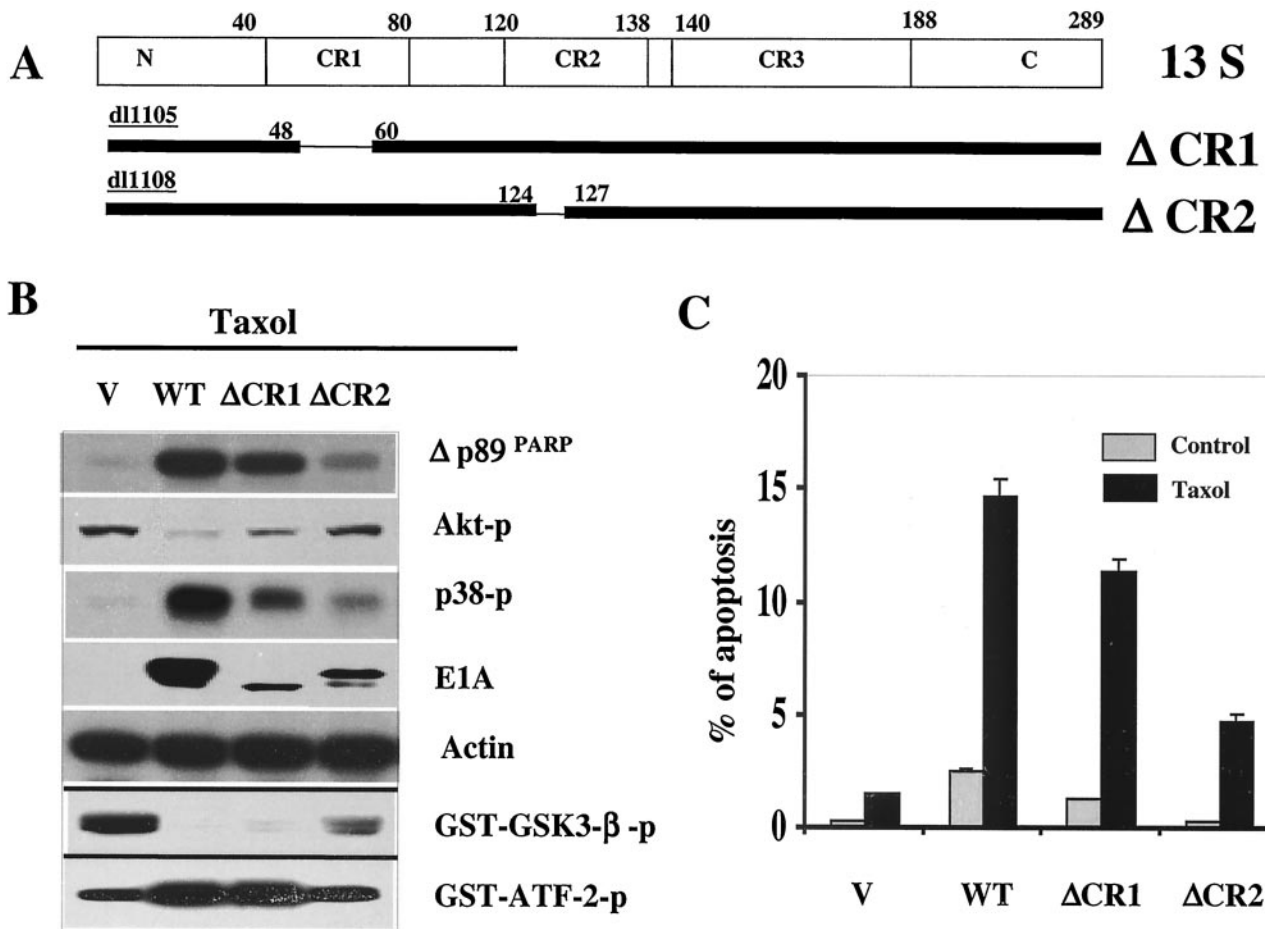 40 80 120 138 140 188 289
A N CR1 CR2 CR3 C 13 S
dl1105 48 60 Δ CR1
dl1108 124 127 Δ CR2
B
Taxol
V WT ΔCR1 ΔCR2
Δ p89 PARP
Akt-p
p38-p
E1A
Actin
GST-GSK3-β -p
GST-ATF-2-p
C
% of apoptosis
20
15
10
5
0
Control
Taxol
V WT ΔCR1 ΔCR2